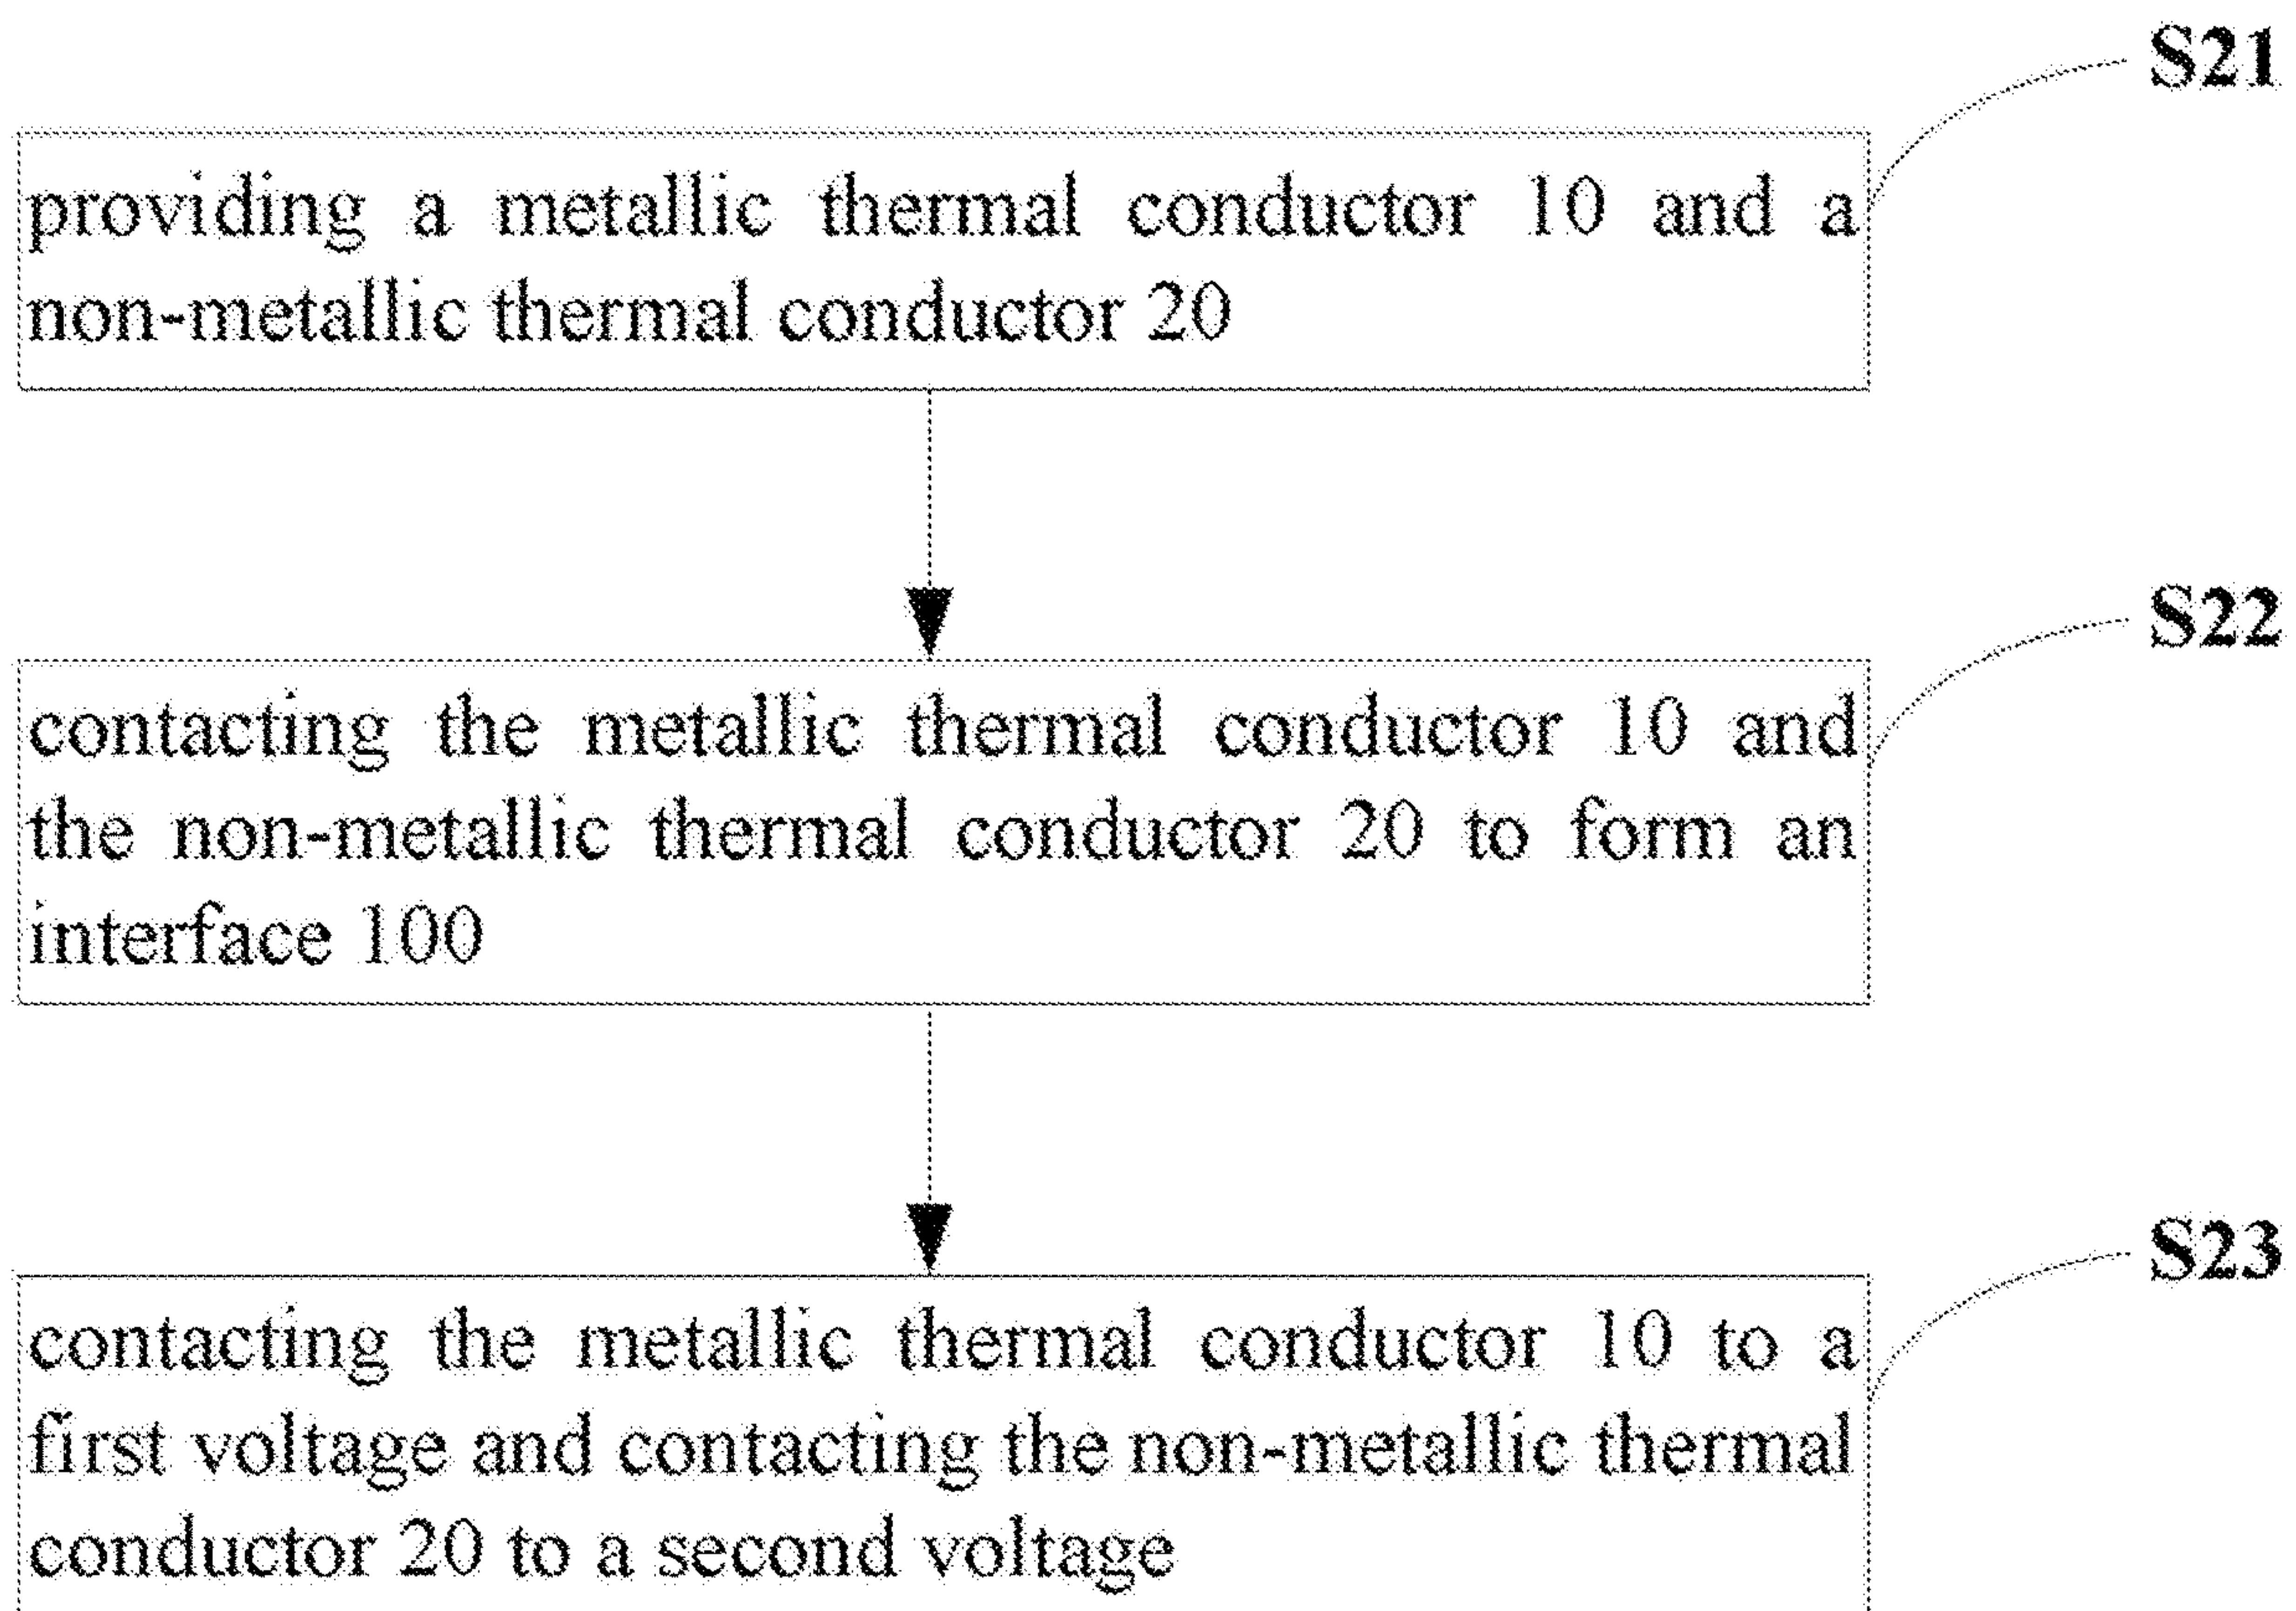 S21
providing a metallic thermal conductor 10 and a
non-metallic thermal conductor 20
S22
contacting the metallic thermal conductor 10 and
the non-metallic thermal conductor 20 to form an
interface 100
S23
contacting the metallic thermal conductor 10 to a
first voltage and contacting the non-metallic thermal
conductor 20 to a second voltage